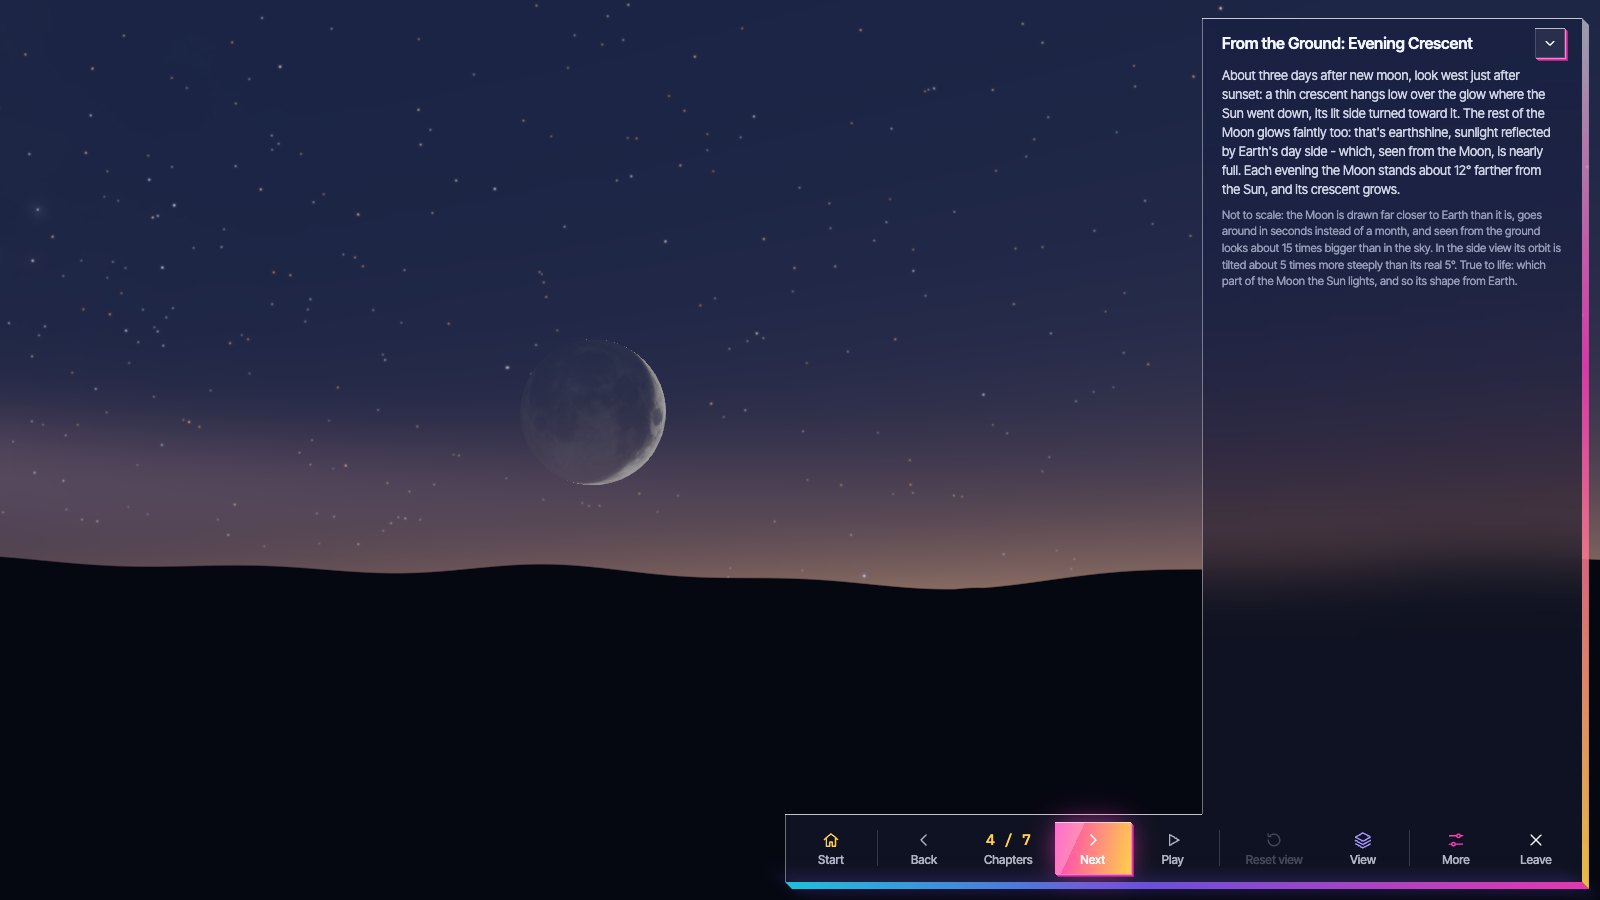 From the Ground: Evening Crescent
About three days after new moon, look west just after
sunset: a thin crescent hangs low over the glow where the
Sun went down, its lit side turned toward it. The rest of the
Moon glows faintly too: that's earthshine, sunlight reflected
by Earth's day side - which, seen from the Moon, is nearly
full. Each evening the Moon stands about 12° farther from
the Sun, and its crescent grows.
Not to scale: the Moon is drawn far closer to Earth than it is, goes
around in seconds instead of a month, and seen from the ground
looks about 15 times bigger than in the sky. In the side view its orbit is
tilted about 5 times more steeply than its real 5°. True to life: which
part of the Moon the Sun lights, and so its shape from Earth.
Start
Back
4 / 7
Chapters
Next
Play
Reset view
View
More
Leave